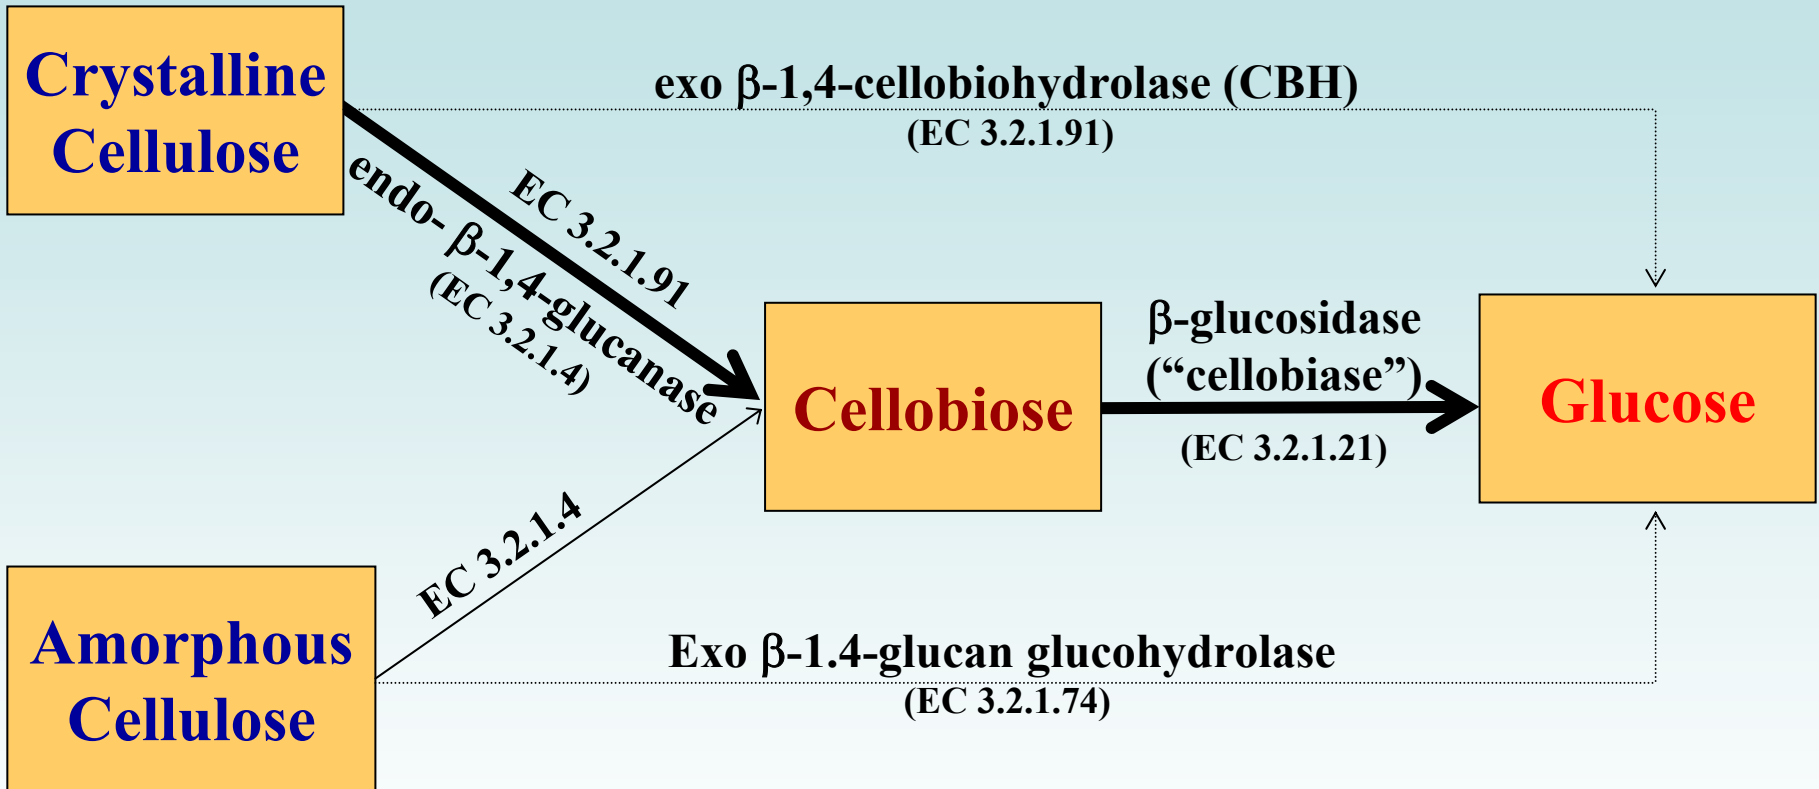 Crystalline
Cellulose
exo β-1,4-cellobiohydrolase (CBH)
(EC 3.2.1.91)
EC 3.2.1.91
endo- β-1,4-glucanase
(EC 3.2.1.4)
Cellobiose
β-glucosidase
(“cellobiase”)
(EC 3.2.1.21)
Glucose
EC 3.2.1.4
Amorphous
Cellulose
Exo β-1.4-glucan glucohydrolase
(EC 3.2.1.74)